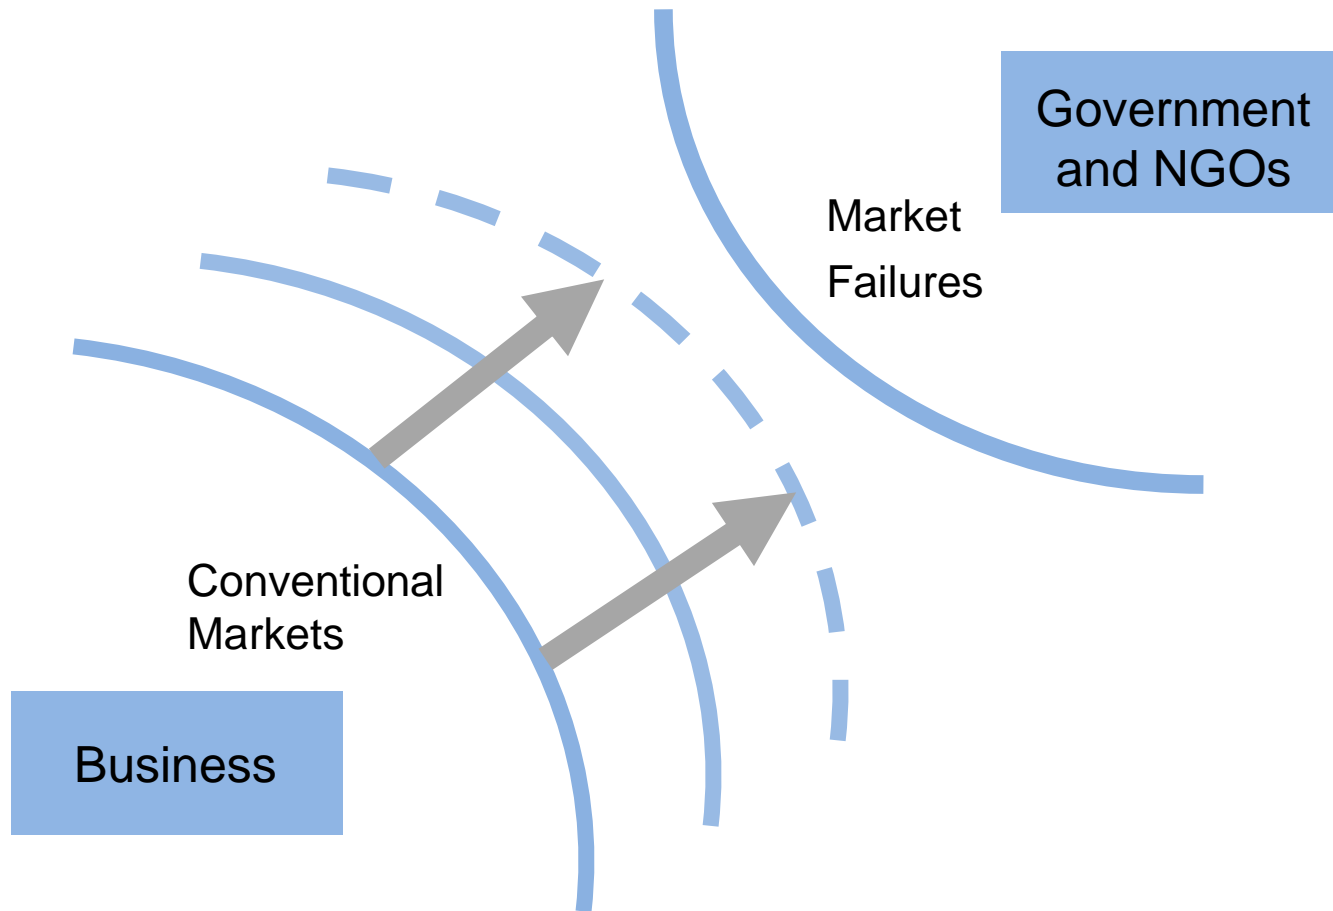 Government
and NGOs
Market
Failures
Conventional
Markets
Business